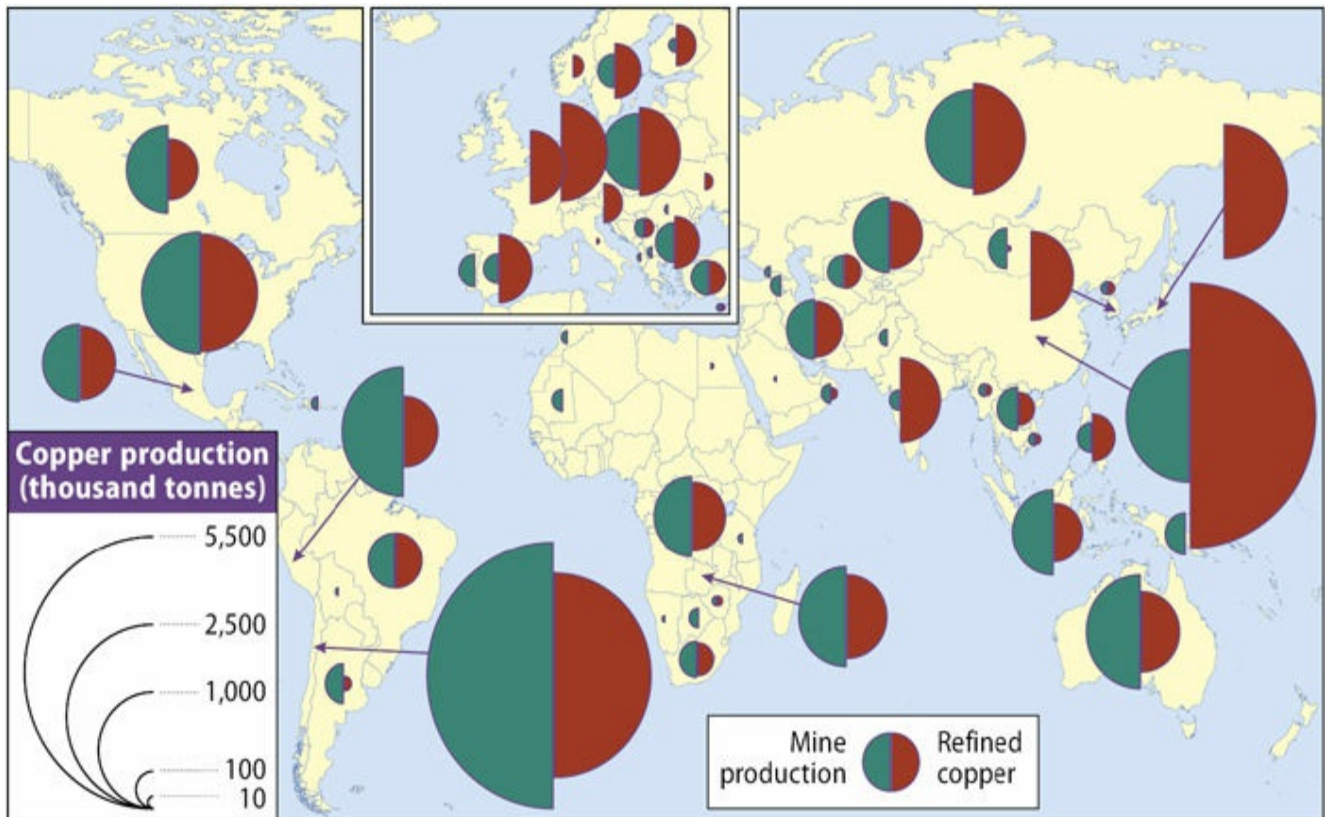 Copper production
(thousand tonnes)
5,500
2,500
1,000
100
10
Mine
production
Refined
copper